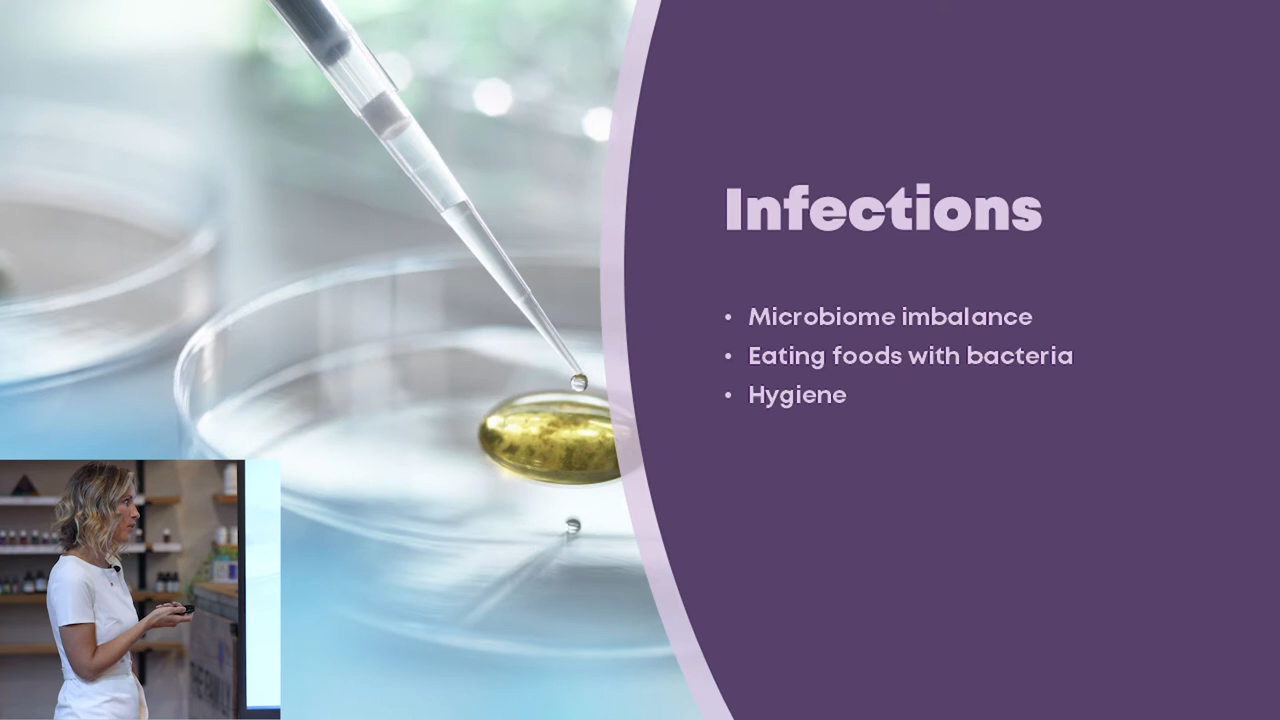 Infections
• Microbiome imbalance
• Eating foods with bacteria
• Hygiene